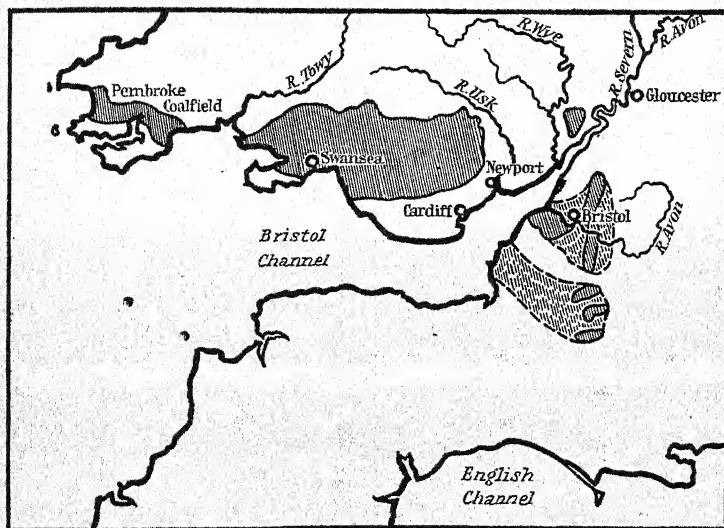 R. Wye
R. Avon
R. Severn
R. Towy
R. Usk
Gloucester
Pembroke
Coalfield
Swansea
Newport
Cardiff
Bristol
R. Avon
Bristol
Channel
English
Channel